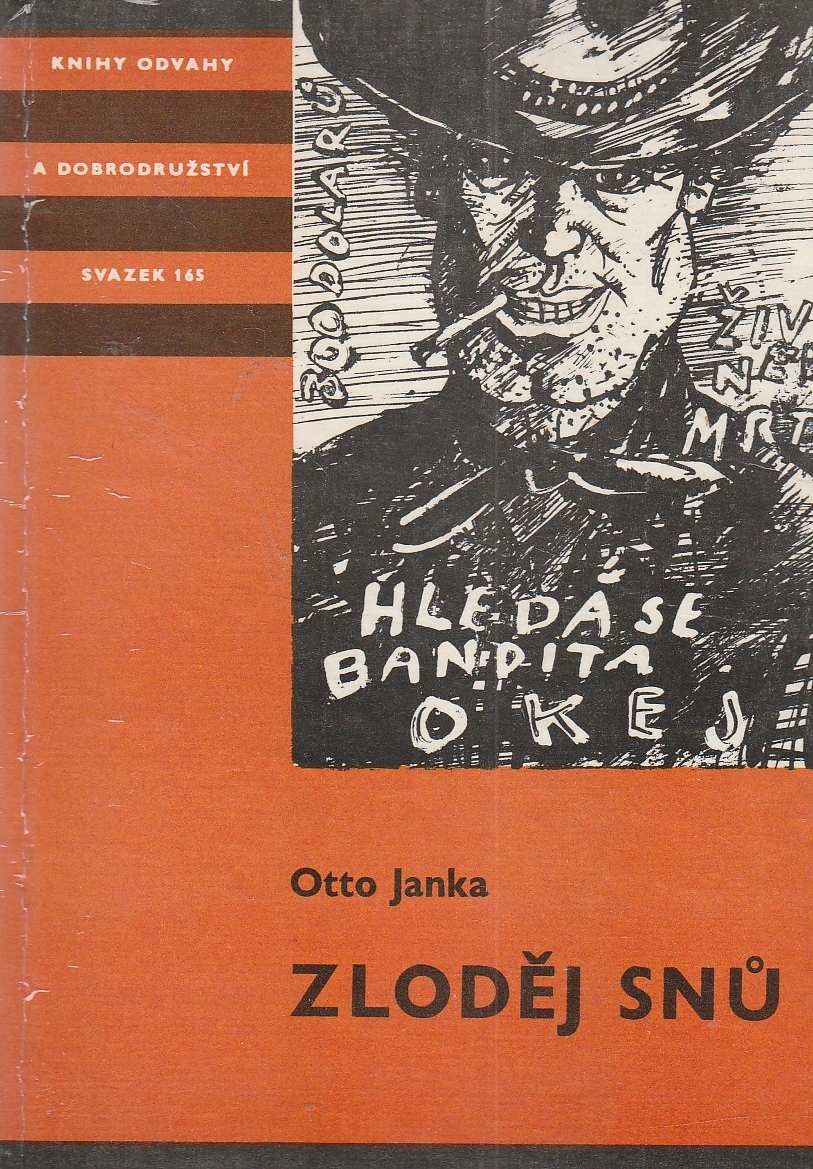 KNIHY ODVAHY
A DOBRODRUŽSTVÍ
SVAZEK 165
300 DOLARŮ
ŽIV
NEB
MRT
HLEDÁ SE
BANDITA
OKEJ
Otto Janka
ZLODĚJ SNŮ